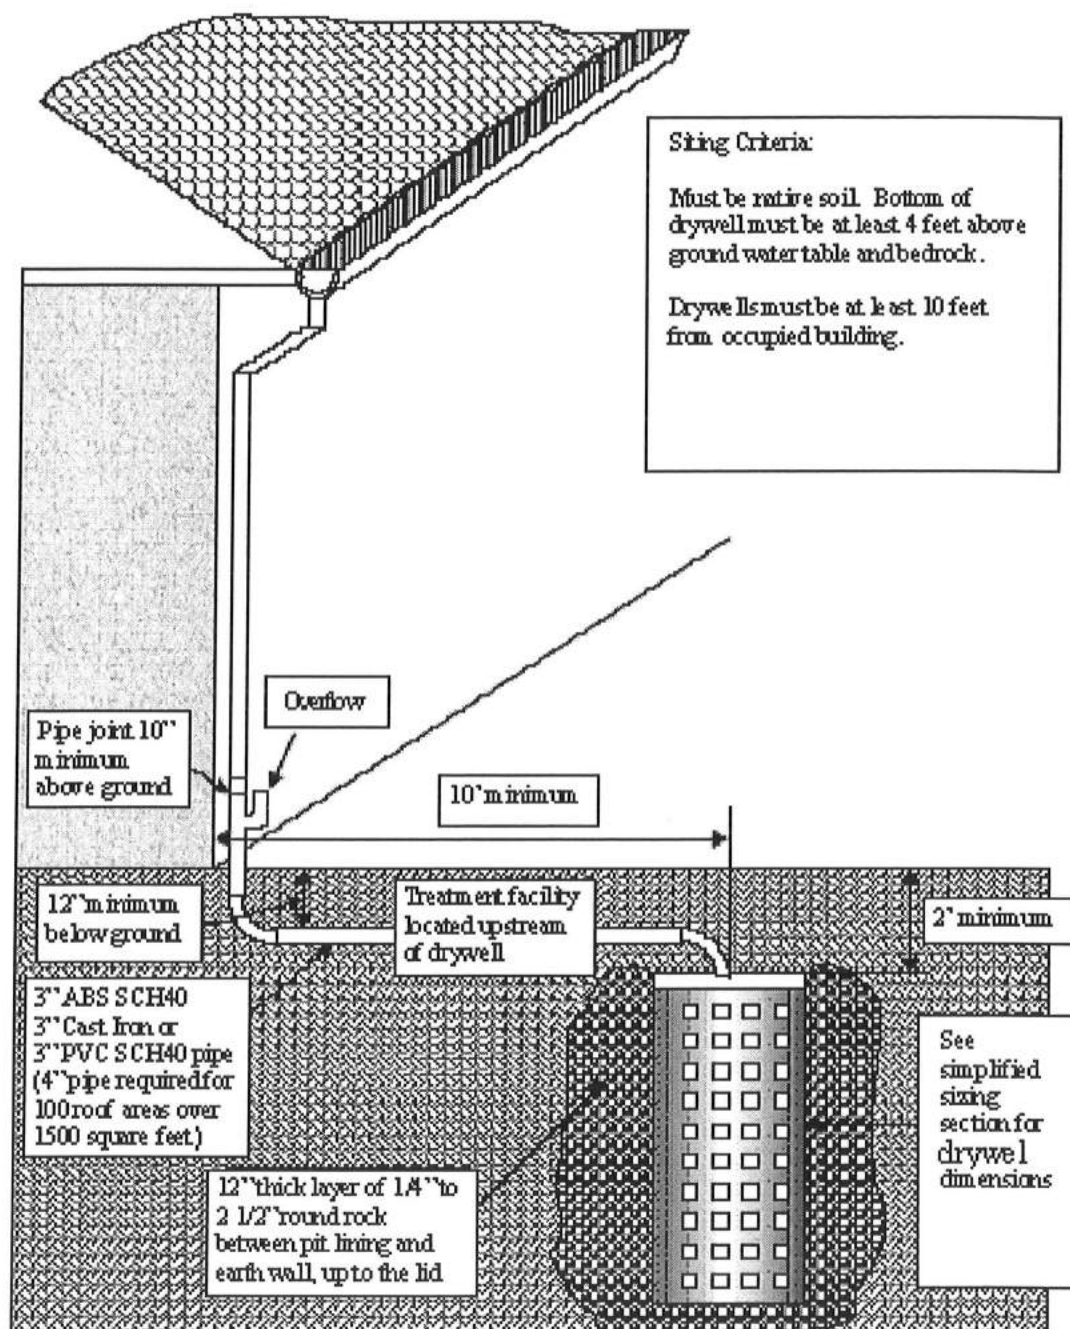 Siting Criteria:
Must be native soil. Bottom of
drywell must be at least 4 feet above
ground water table and bedrock.
Drywells must be at least 10 feet
from occupied building.
Overflow
Pipe joint 10"
minimum
above ground
10' minimum
12" minimum
below ground
Treatment facility
located upstream
of drywell
2' minimum
3" ABS SCH40
3" Cast Iron or
3" PVC SCH40 pipe
(4" pipe required for
100 roof areas over
1500 square feet.)
See
simplified
sizing
section for
drywell
dimensions
12" thick layer of 1/4" to
2 1/2" round rock
between pit lining and
earth wall, up to the lid